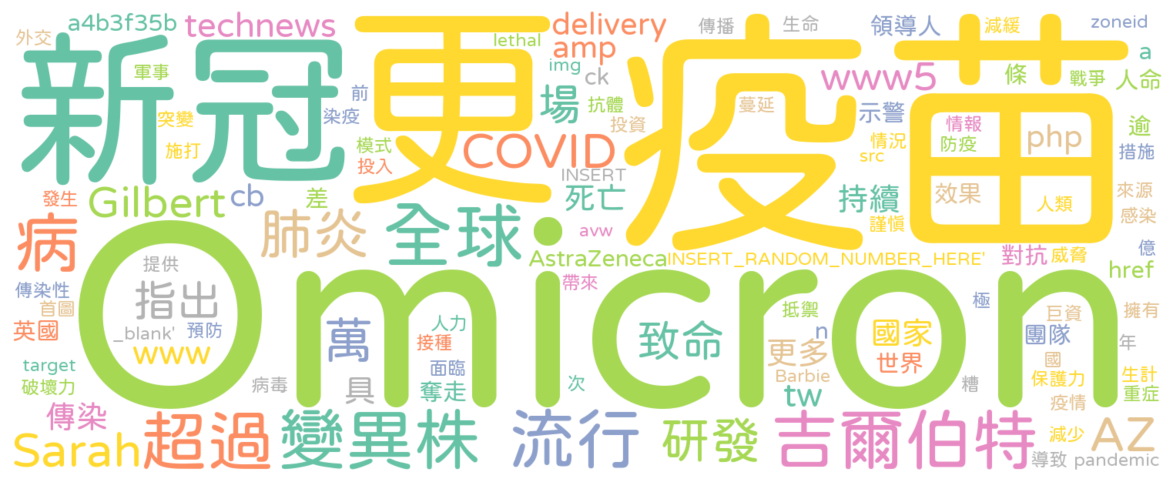 外交
a4b3f35b
technews
lethal
delivery
傳播
生命
領導人
減緩
zoneid
新冠
更
疫苗
軍事
前
img
amp
ck
www5
條
戰爭
a
人命
突變
染疫
場
抗體
投資
蔓延
示警
情報
php
逾
施打
模式
投入
COVID
INSERT
情況
src
防疫
措施
發生
Gilbert
cb
差
死亡
持續
效果
人類
來源
病
肺炎
全球
avw
謹慎
感染
AstraZeneca
INSERT_RANDOM_NUMBER_HERE'
對抗
威脅
億
提供
帶來
href
傳染性
首圖
指出
Omicron
抵禦
極
巨資
擁有
英國
_blank'
預防
萬
人力
接種
致命
n
國家
團隊
國
年
www
面臨
更多
世界
target
破壞力
病毒
具
奪走
次
Barbie
tw
糟
保護力
生計
重症
傳染
疫情
Sarah
超過
變異株
流行
研發
吉爾伯特
減少
AZ
導致
pandemic